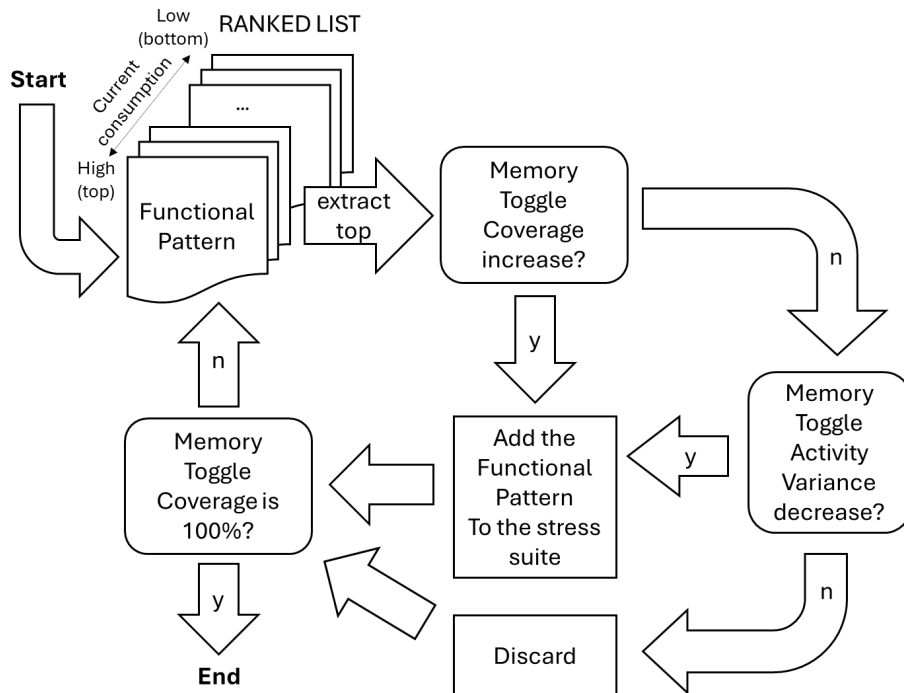 Low
(bottom)
RANKED LIST
Start
Current
consumption
...
High
(top)
Functional
Pattern
extract
top
Memory
Toggle
Coverage
increase?
n
y
n
Memory
Toggle
Coverage is
100%?
Add the
Functional
Pattern
To the stress
suite
y
Memory
Toggle
Activity
Variance
decrease?
y
n
Discard
End